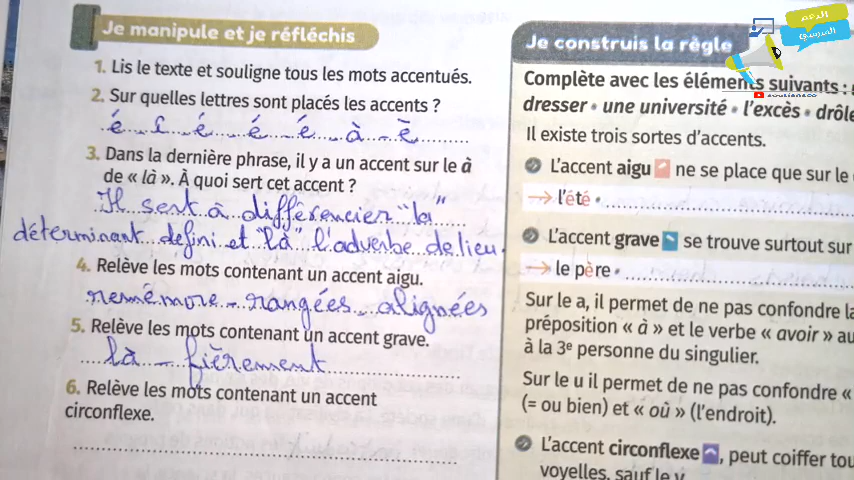 Je manipule et je réfléchis
1. Lis le texte et souligne tous les mots accentués.
2. Sur quelles lettres sont placés les accents ?
3. Dans la dernière phrase, il y a un accent sur le à
de « là ». À quoi sert cet accent ?
Il sert à différencier "la"
déterminant défini et "là" l'adverbe de lieu.
4. Relève les mots contenant un accent aigu.
remémore - rangées - alignées
5. Relève les mots contenant un accent grave.
là - fièrement
6. Relève les mots contenant un accent
circonflexe.
Je construis la règle
Complète avec les éléments suivants :
dresser • une université • l'excès • drôle
Il existe trois sortes d'accents.
L'accent aigu ne se place que sur le
→ l'été •
L'accent grave se trouve surtout sur
→ le père •
Sur le a, il permet de ne pas confondre la
préposition « à » et le verbe « avoir » au
à la 3e personne du singulier.
Sur le u il permet de ne pas confondre «
(= ou bien) et « où » (l'endroit).
L'accent circonflexe , peut coiffer tou
voyelles, sauf le y
الدعم
المدرسي